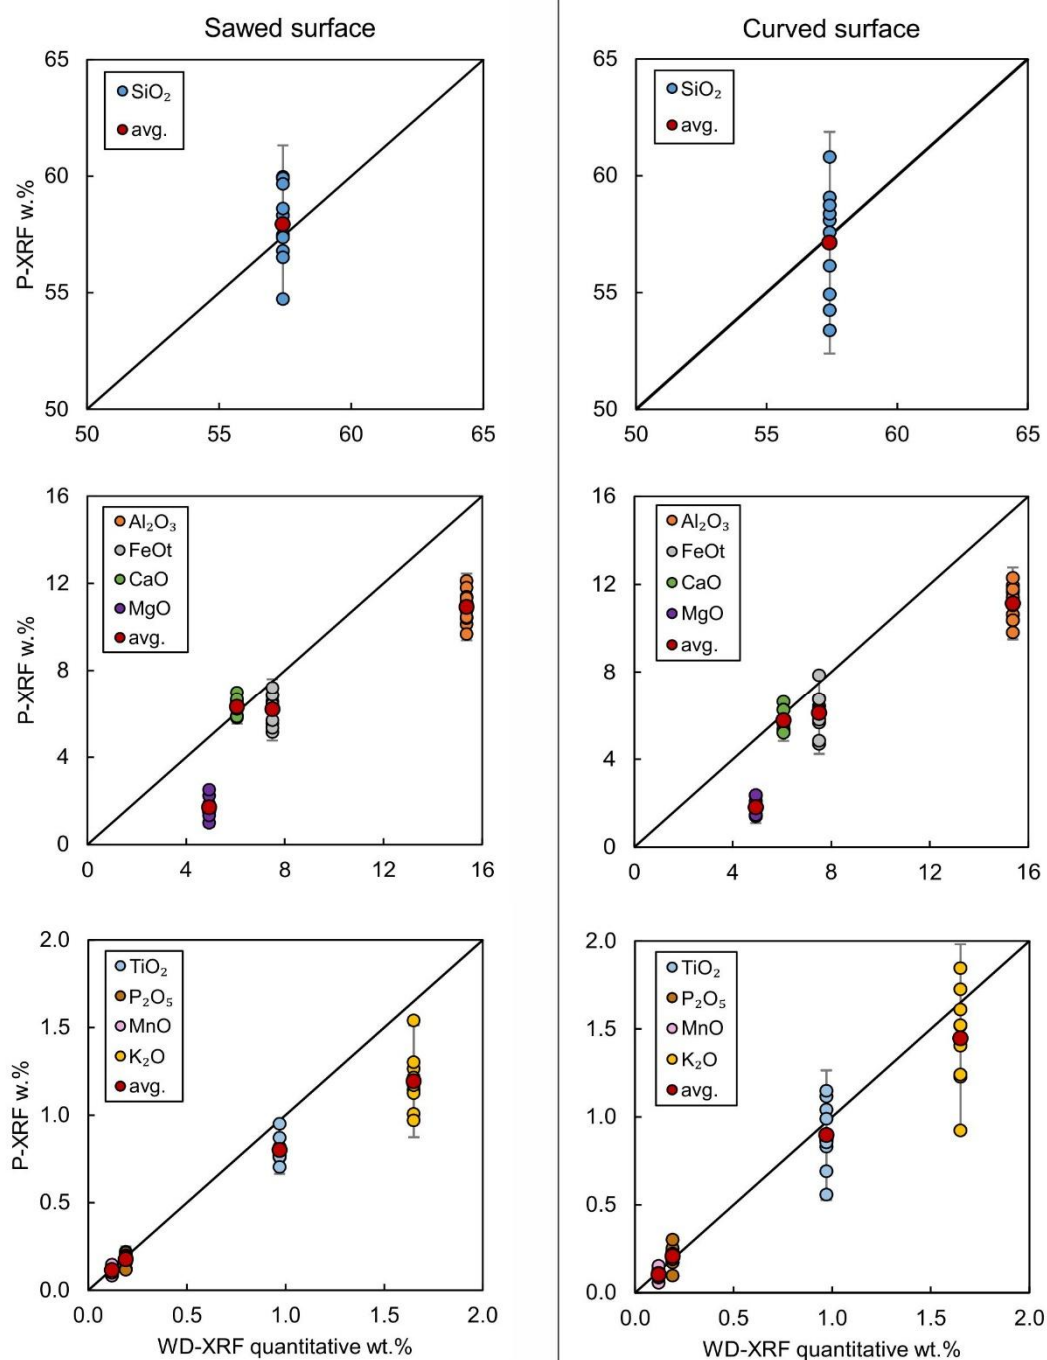 Sawed surface
65
60
55
50
50
55
60
65
P-XRF w.%
SiO₂
avg.
Curved surface
65
60
55
50
50
55
60
65
SiO₂
avg.
16
12
8
4
0
0
4
8
12
16
P-XRF w.%
Al₂O₃
FeOt
CaO
MgO
avg.
16
12
8
4
0
0
4
8
12
16
Al₂O₃
FeOt
CaO
MgO
avg.
2.0
1.5
1.0
0.5
0.0
0.0
0.5
1.0
1.5
2.0
P-XRF w.%
TiO₂
P₂O₅
MnO
K₂O
avg.
WD-XRF quantitative wt.%
2.0
1.5
1.0
0.5
0.0
0.0
0.5
1.0
1.5
2.0
TiO₂
P₂O₅
MnO
K₂O
avg.
WD-XRF quantitative wt.%